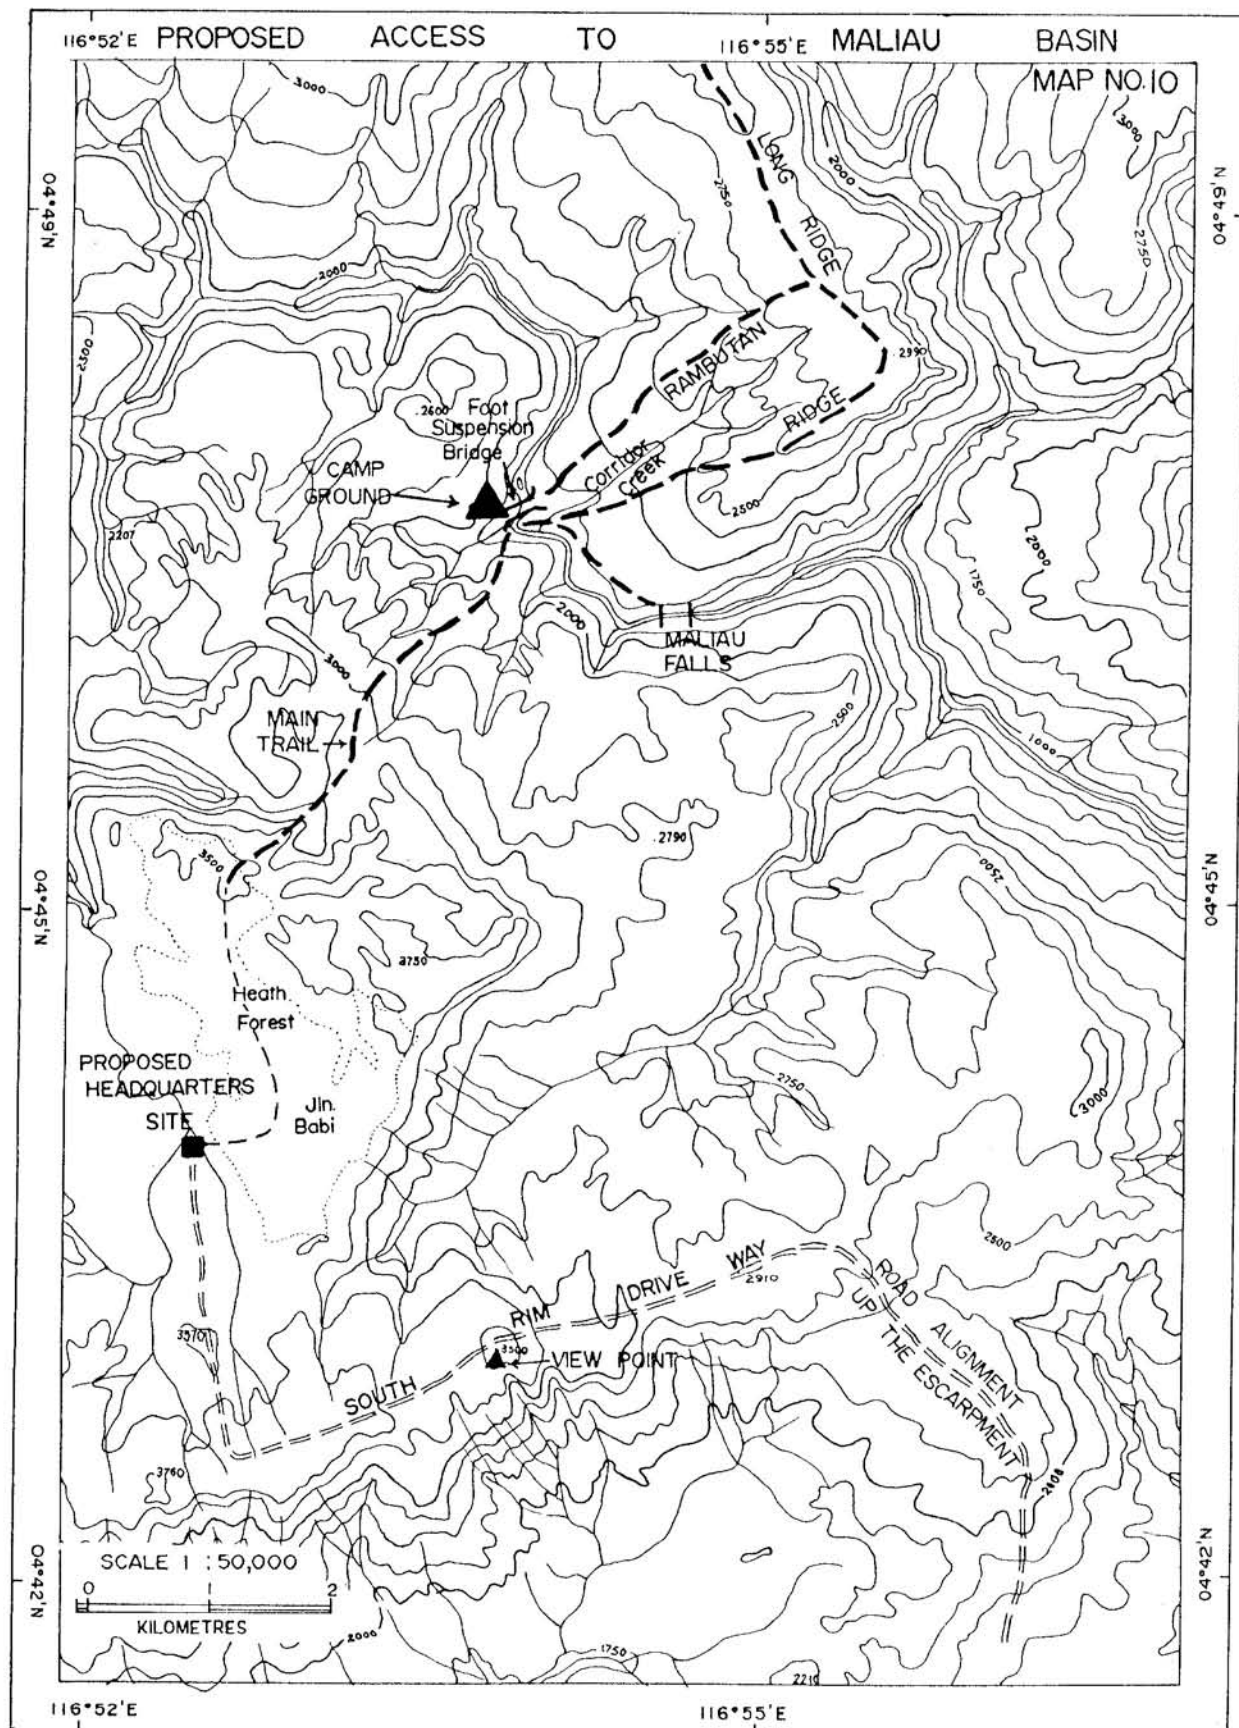 116°52'E PROPOSED ACCESS TO 116°55'E MALIAU BASIN
MAP NO.10
3000
3000
2000
04°49'N
04°49'N
LONG
RIDGE
2750
2750
2000
2500
RAMBUTAN
.2990
RIDGE
.2600 Foot
Suspension
Bridge
CAMP
GROUND
Corridor
Creek
2500
2207
2000
1750
2000
MALIAU
FALLS
3000
MAIN
TRAIL
2500
1000
.2790
3500
2500
04°45'N
04°45'N
3750
Heath
Forest
PROPOSED
HEADQUARTERS
SITE
Jln.
Babi
2750
3000
2500
SOUTH RIM DRIVE WAY
2910
ROAD ALIGNMENT
UP THE ESCARPMENT
3570
3500
VIEW POINT
3760
04°42'N
04°42'N
SCALE 1 : 50,000
0 2
KILOMETRES
2000
1750
2210
116°52'E
116°55'E